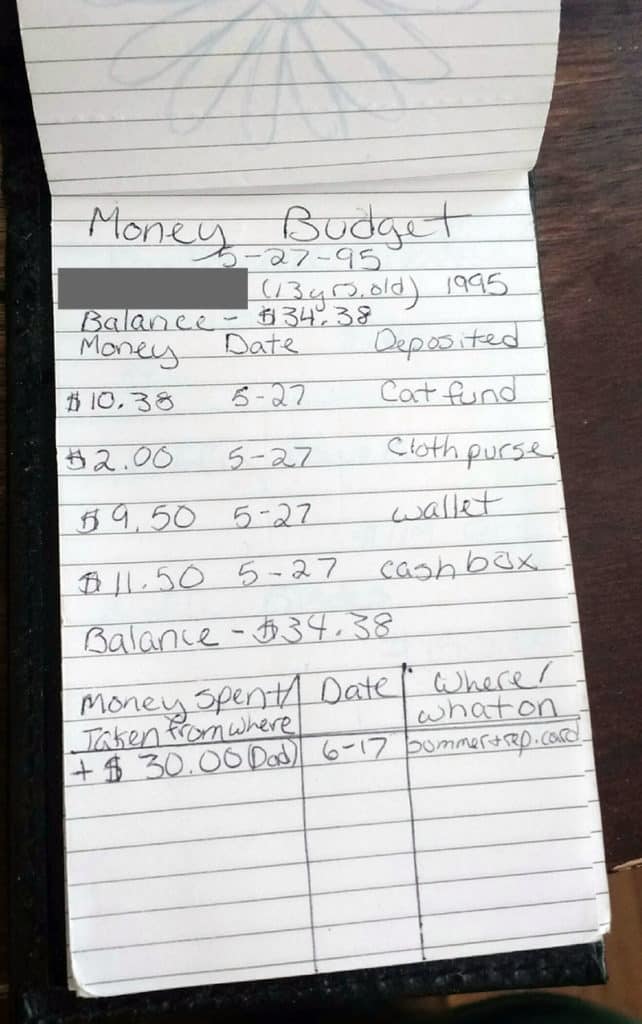 Money Budget
5-27-95
(13 yrs. old) 1995
Balance - $34.38
Money Date Deposited
$10.38 5-27 Cat fund
$2.00 5-27 Cloth purse
$9.50 5-27 wallet
$11.50 5-27 cash box
Balance - $34.38
Money spent/ Date Where/
Taken from where what on
+ $30.00 (Dad) 6-17 summer + rep. card